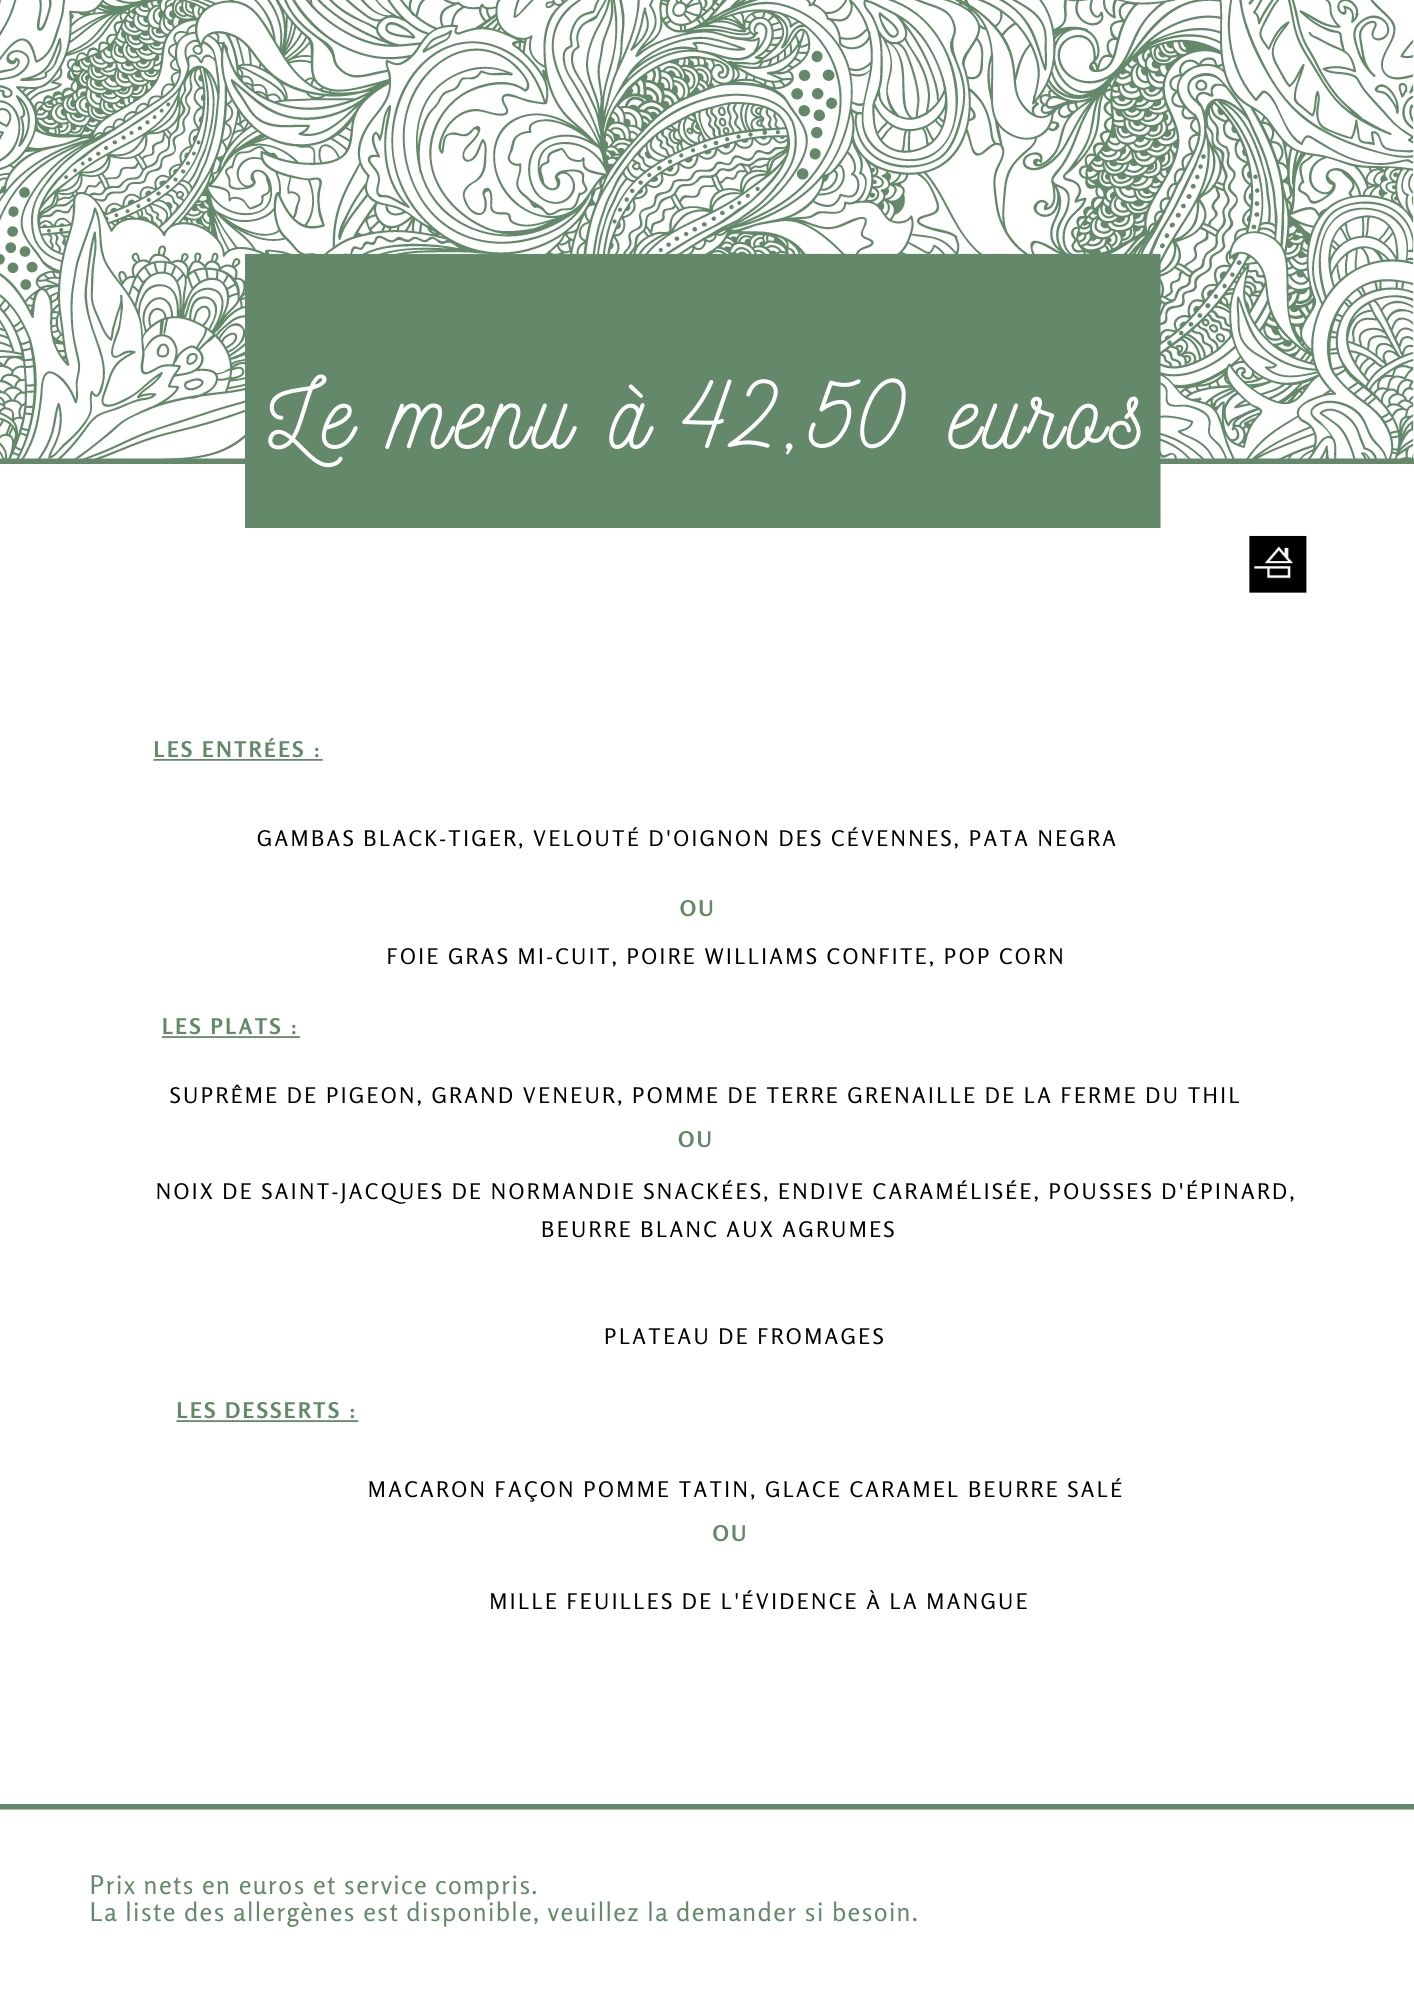 Le menu à 42,50 euros
LES ENTRÉES :
GAMBAS BLACK-TIGER, VELOUTÉ D'OIGNON DES CÉVENNES, PATA NEGRA
OU
FOIE GRAS MI-CUIT, POIRE WILLIAMS CONFITE, POP CORN
LES PLATS :
SUPRÊME DE PIGEON, GRAND VENEUR, POMME DE TERRE GRENAILLE DE LA FERME DU THIL
OU
NOIX DE SAINT-JACQUES DE NORMANDIE SNACKÉES, ENDIVE CARAMÉLISÉE, POUSSES D'ÉPINARD,
BEURRE BLANC AUX AGRUMES
PLATEAU DE FROMAGES
LES DESSERTS :
MACARON FAÇON POMME TATIN, GLACE CARAMEL BEURRE SALÉ
OU
MILLE FEUILLES DE L'ÉVIDENCE À LA MANGUE
Prix nets en euros et service compris.
La liste des allergènes est disponible, veuillez la demander si besoin.